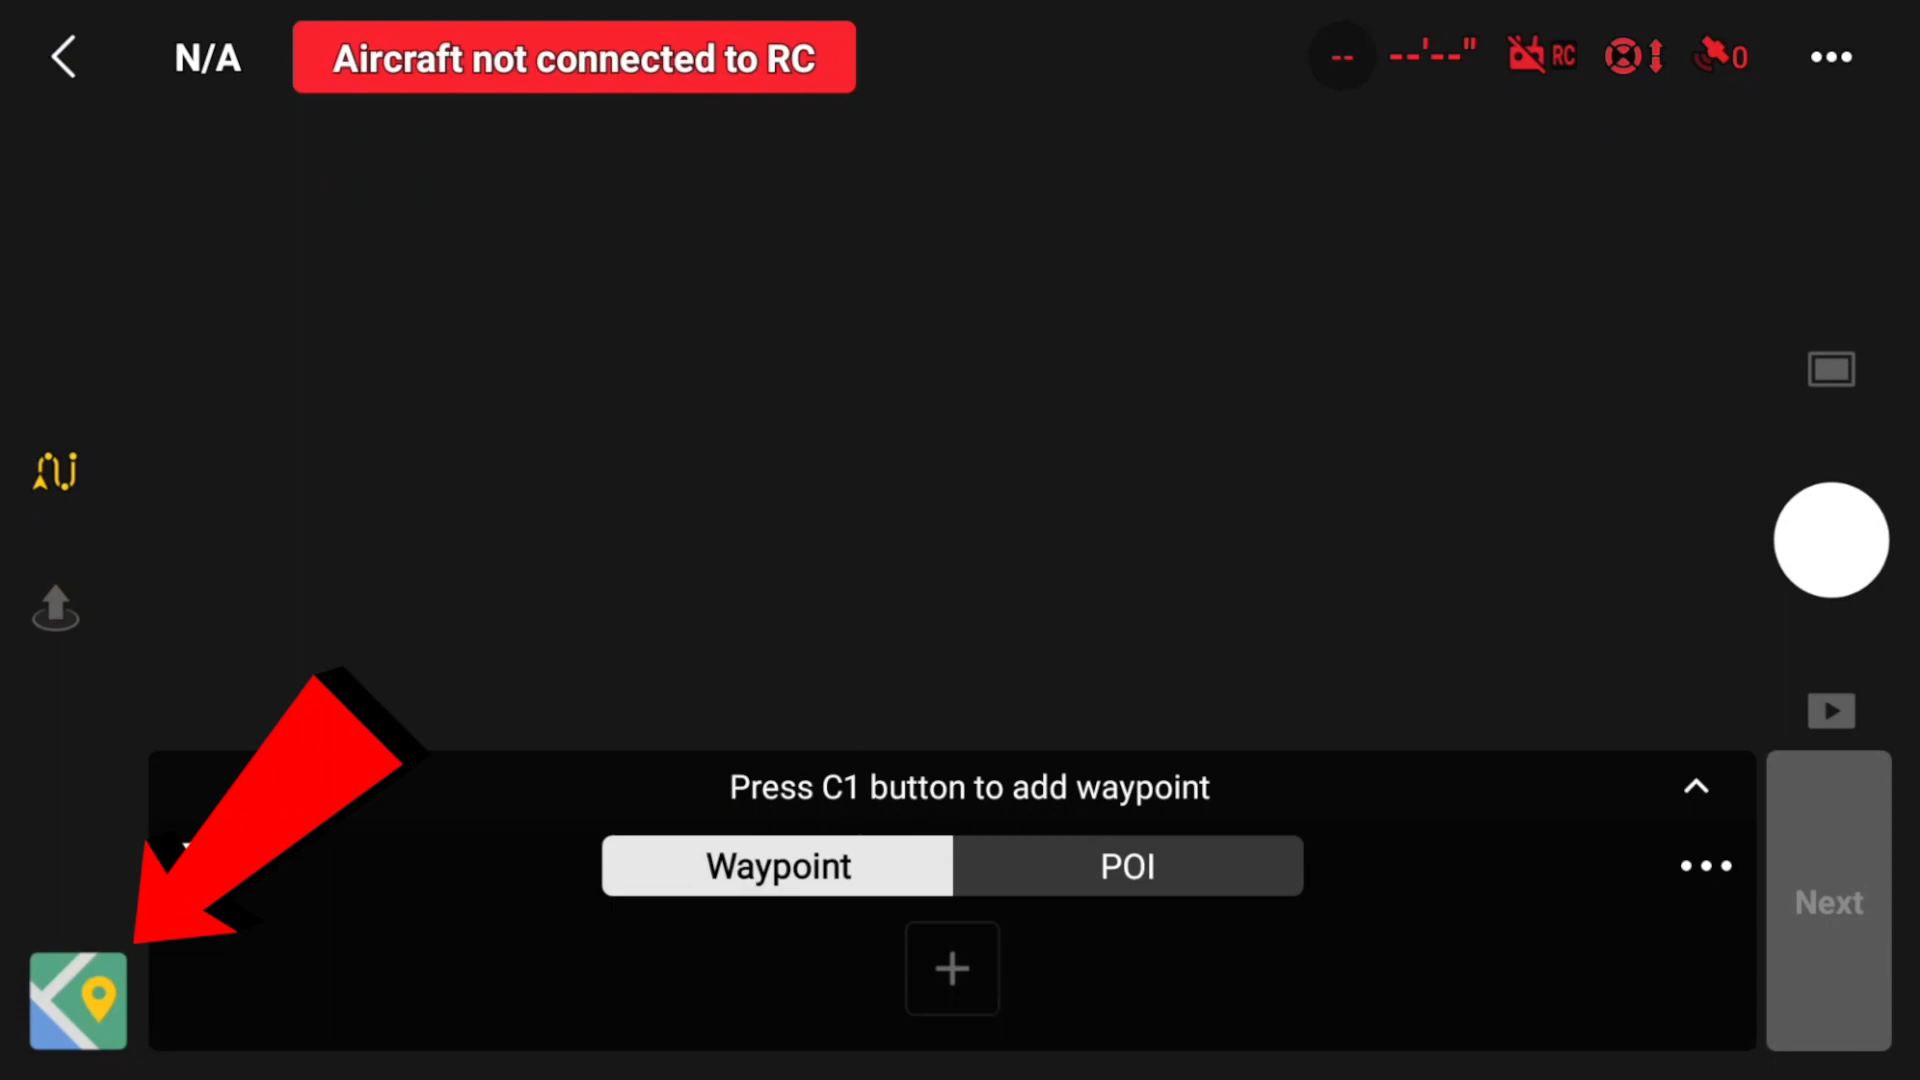 N/A
Aircraft not connected to RC
--
--'--"
RC
0
Press C1 button to add waypoint
Waypoint
POI
Next